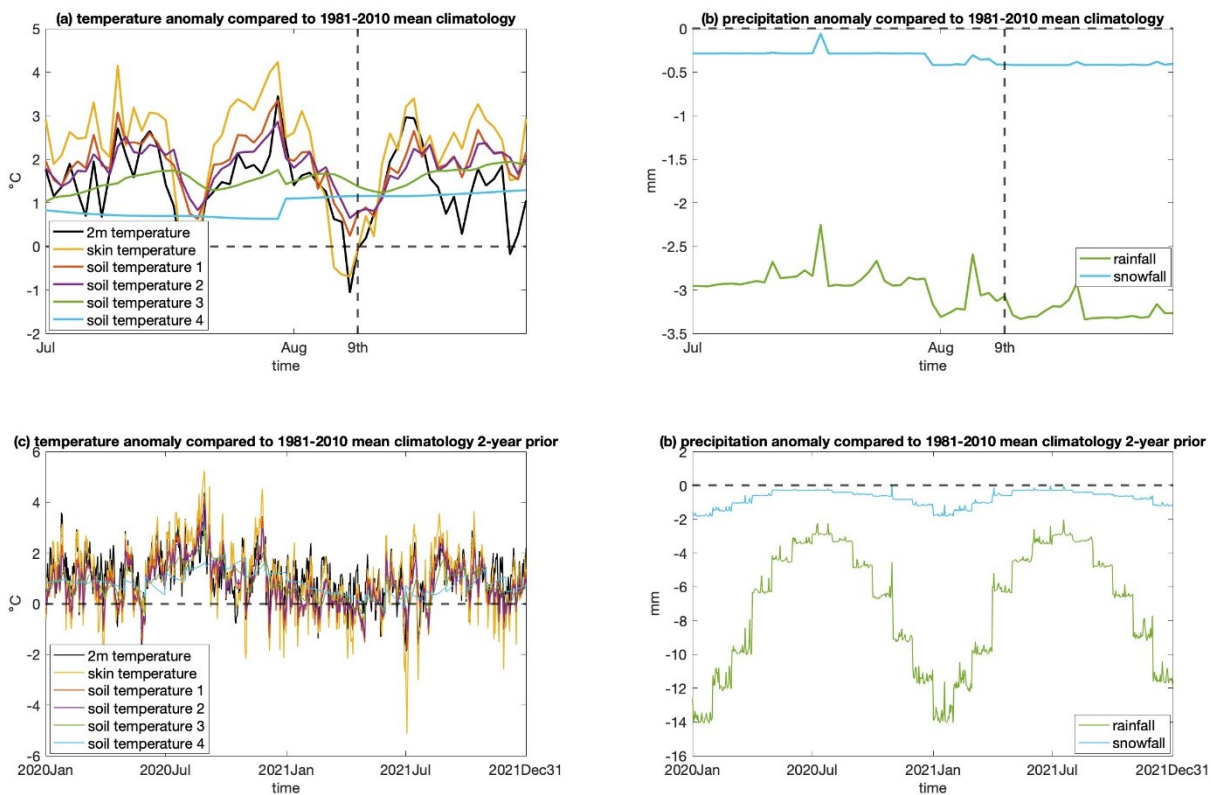 (a) temperature anomaly compared to 1981-2010 mean climatology
5
4
3
2
1
0
-1
-2
°C
2m temperature
skin temperature
soil temperature 1
soil temperature 2
soil temperature 3
soil temperature 4
Jul
Aug
9th
time
(b) precipitation anomaly compared to 1981-2010 mean climatology
0
-0.5
-1
-1.5
-2
-2.5
-3
-3.5
mm
rainfall
snowfall
Jul
Aug
9th
time
(c) temperature anomaly compared to 1981-2010 mean climatology 2-year prior
6
4
2
0
-2
-4
-6
°C
2m temperature
skin temperature
soil temperature 1
soil temperature 2
soil temperature 3
soil temperature 4
2020Jan
2020Jul
2021Jan
2021Jul
2021Dec31
time
(b) precipitation anomaly compared to 1981-2010 mean climatology 2-year prior
2
0
-2
-4
-6
-8
-10
-12
-14
-16
mm
rainfall
snowfall
2020Jan
2020Jul
2021Jan
2021Jul
2021Dec31
time